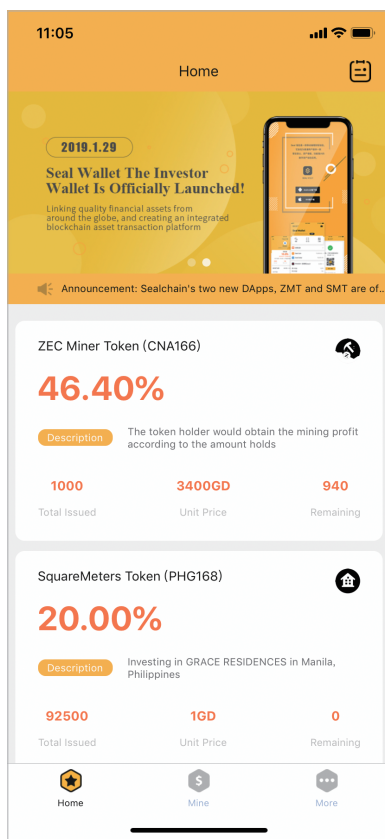 11:05
Home
2019.1.29
Seal Wallet The Investor
Wallet Is Officially Launched!
Linking quality financial assets from
around the globe, and creating an integrated
blockchain asset transaction platform
Announcement: Sealchain's two new DApps, ZMT and SMT are of..
ZEC Miner Token (CNA166)
46.40%
Description
The token holder would obtain the mining profit
according to the amount holds
1000 3400GD 940
Total Issued Unit Price Remaining
SquareMeters Token (PHG168)
20.00%
Description
Investing in GRACE RESIDENCES in Manila,
Philippines
92500 1GD 0
Total Issued Unit Price Remaining
Home Mine More